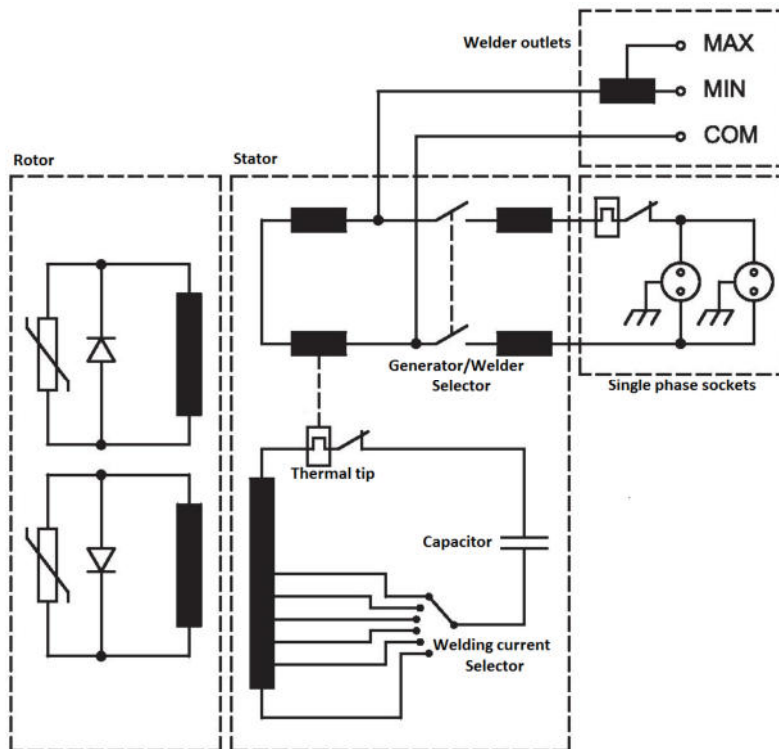 Welder outlets
MAX
MIN
COM
Rotor
Stator
Generator/Welder
Selector
Single phase sockets
Thermal tip
Capacitor
Welding current
Selector